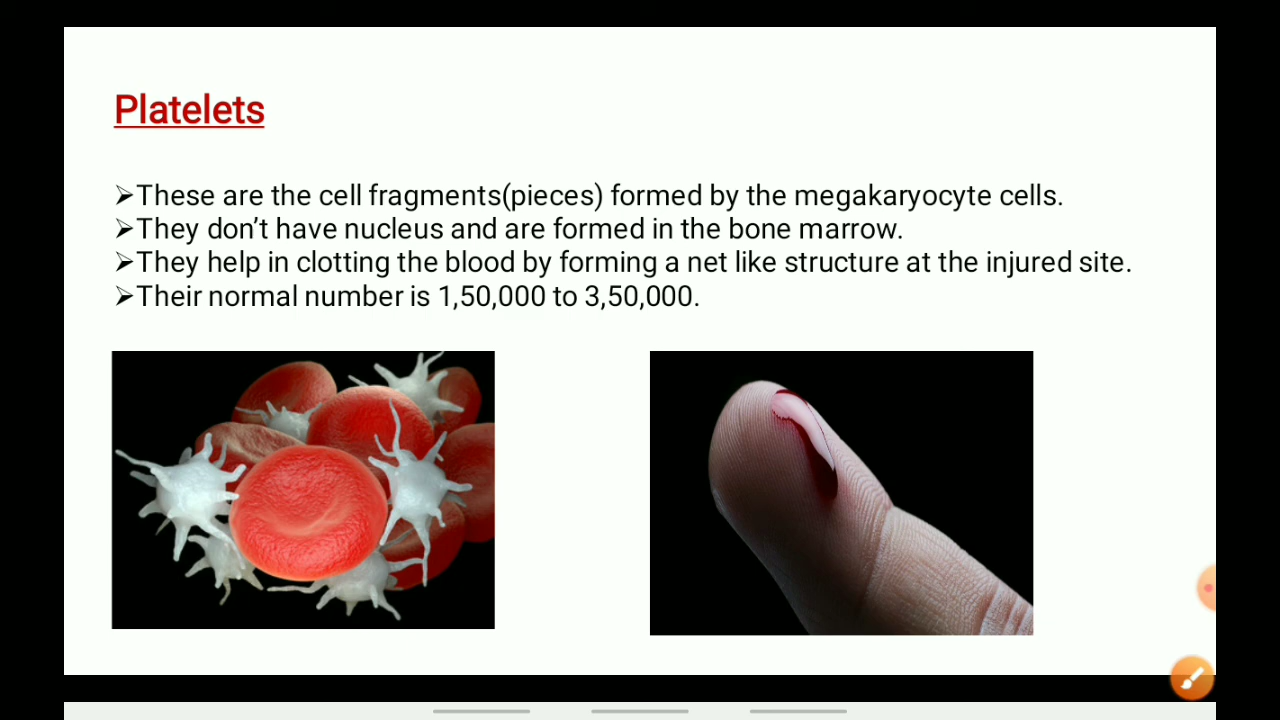 Platelets
➢These are the cell fragments(pieces) formed by the megakaryocyte cells.
➢They don’t have nucleus and are formed in the bone marrow.
➢They help in clotting the blood by forming a net like structure at the injured site.
➢Their normal number is 1,50,000 to 3,50,000.